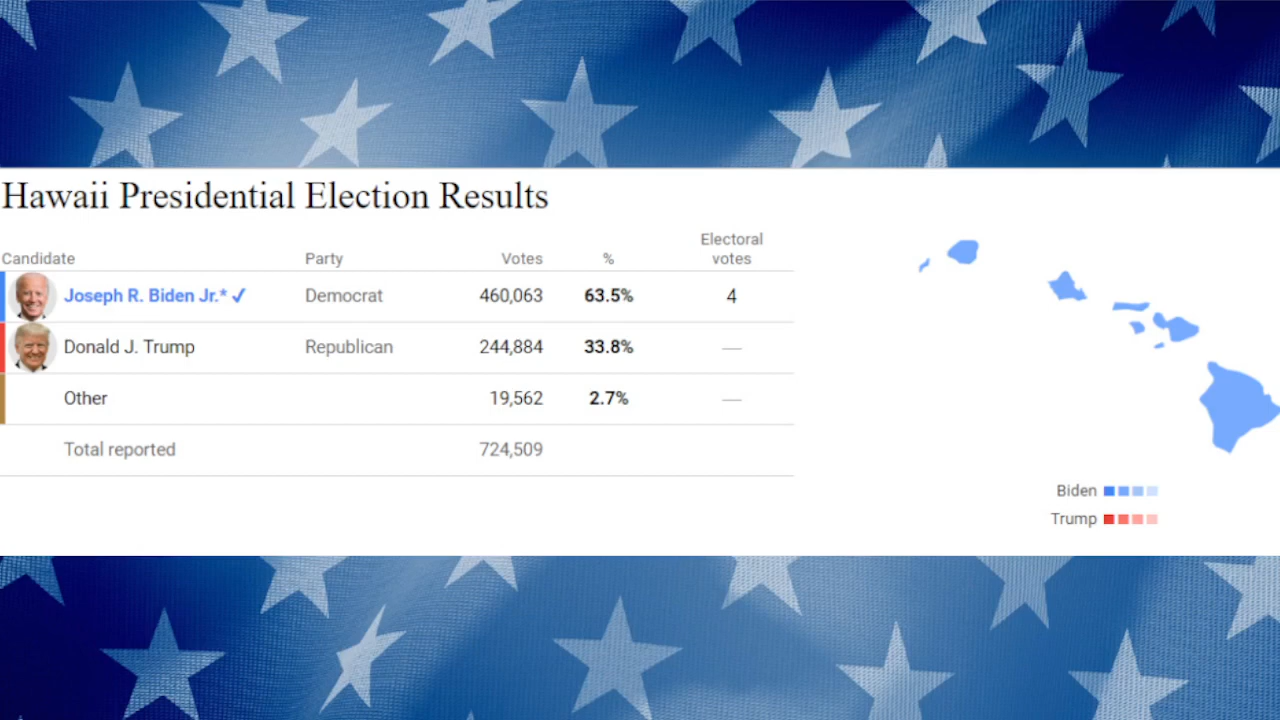 Hawaii Presidential Election Results
Electoral
Candidate Party Votes % votes
Joseph R. Biden Jr.* ✓ Democrat 460,063 63.5% 4
Donald J. Trump Republican 244,884 33.8% —
Other 19,562 2.7% —
Total reported 724,509
Biden
Trump